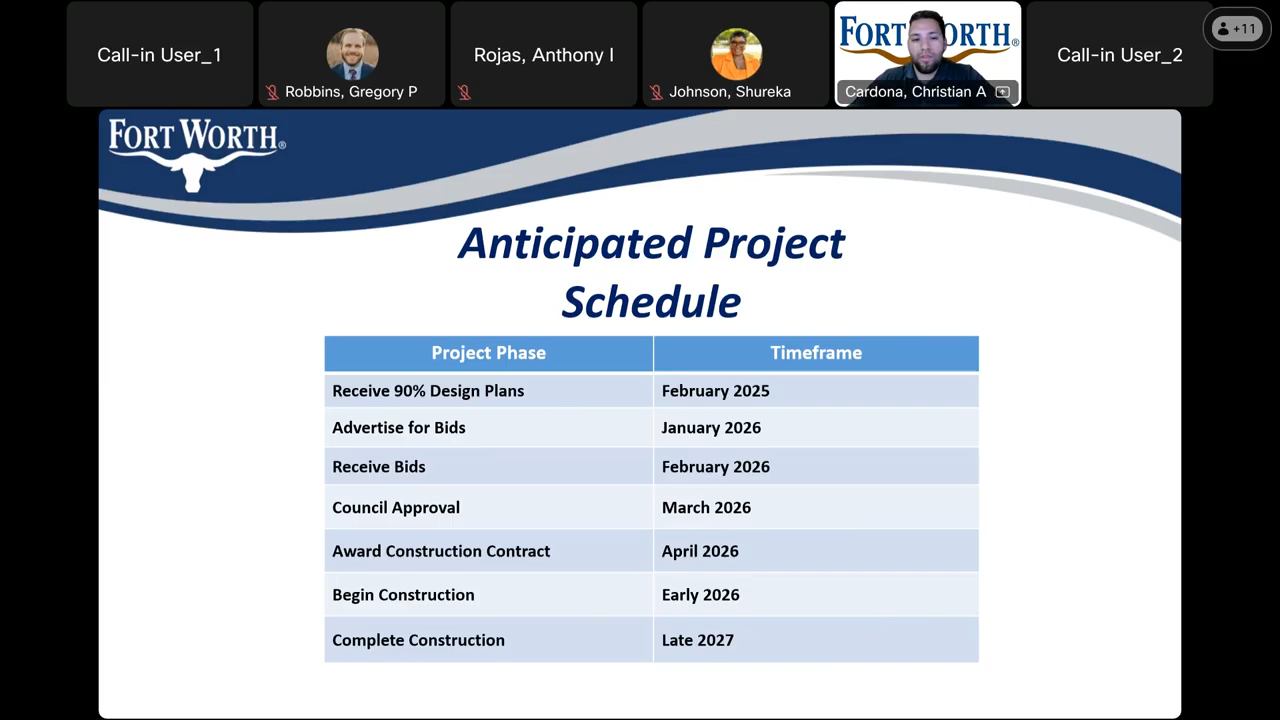 Call-in User_1
Robbins, Gregory P
Rojas, Anthony I
Johnson, Shureka
FORT WORTH®
Cardona, Christian A
Call-in User_2
+11
FORT WORTH®
Anticipated Project
Schedule
Project Phase Timeframe
Receive 90% Design Plans February 2025
Advertise for Bids January 2026
Receive Bids February 2026
Council Approval March 2026
Award Construction Contract April 2026
Begin Construction Early 2026
Complete Construction Late 2027